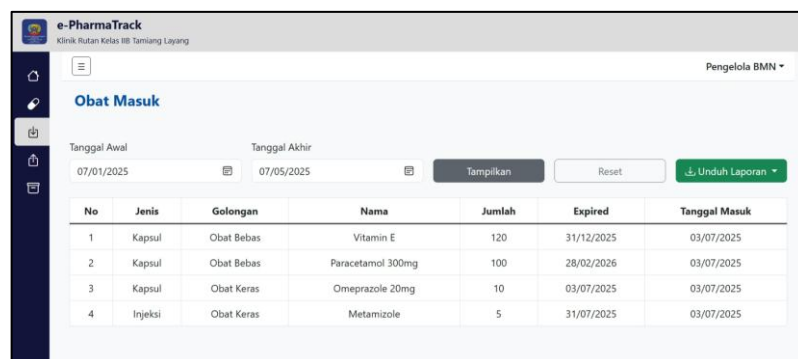 e-PharmaTrack
Klinik Rutan Kelas IIB Tamiang Layang
Pengelola BMN
Obat Masuk
Tanggal Awal Tanggal Akhir
07/01/2025 07/05/2025 Tampilkan Reset Unduh Laporan
No Jenis Golongan Nama Jumlah Expired Tanggal Masuk
1 Kapsul Obat Bebas Vitamin E 120 31/12/2025 03/07/2025
2 Kapsul Obat Bebas Paracetamol 300mg 100 28/02/2026 03/07/2025
3 Kapsul Obat Keras Omeprazole 20mg 10 03/07/2025 03/07/2025
4 Injeksi Obat Keras Metamizole 5 31/07/2025 03/07/2025